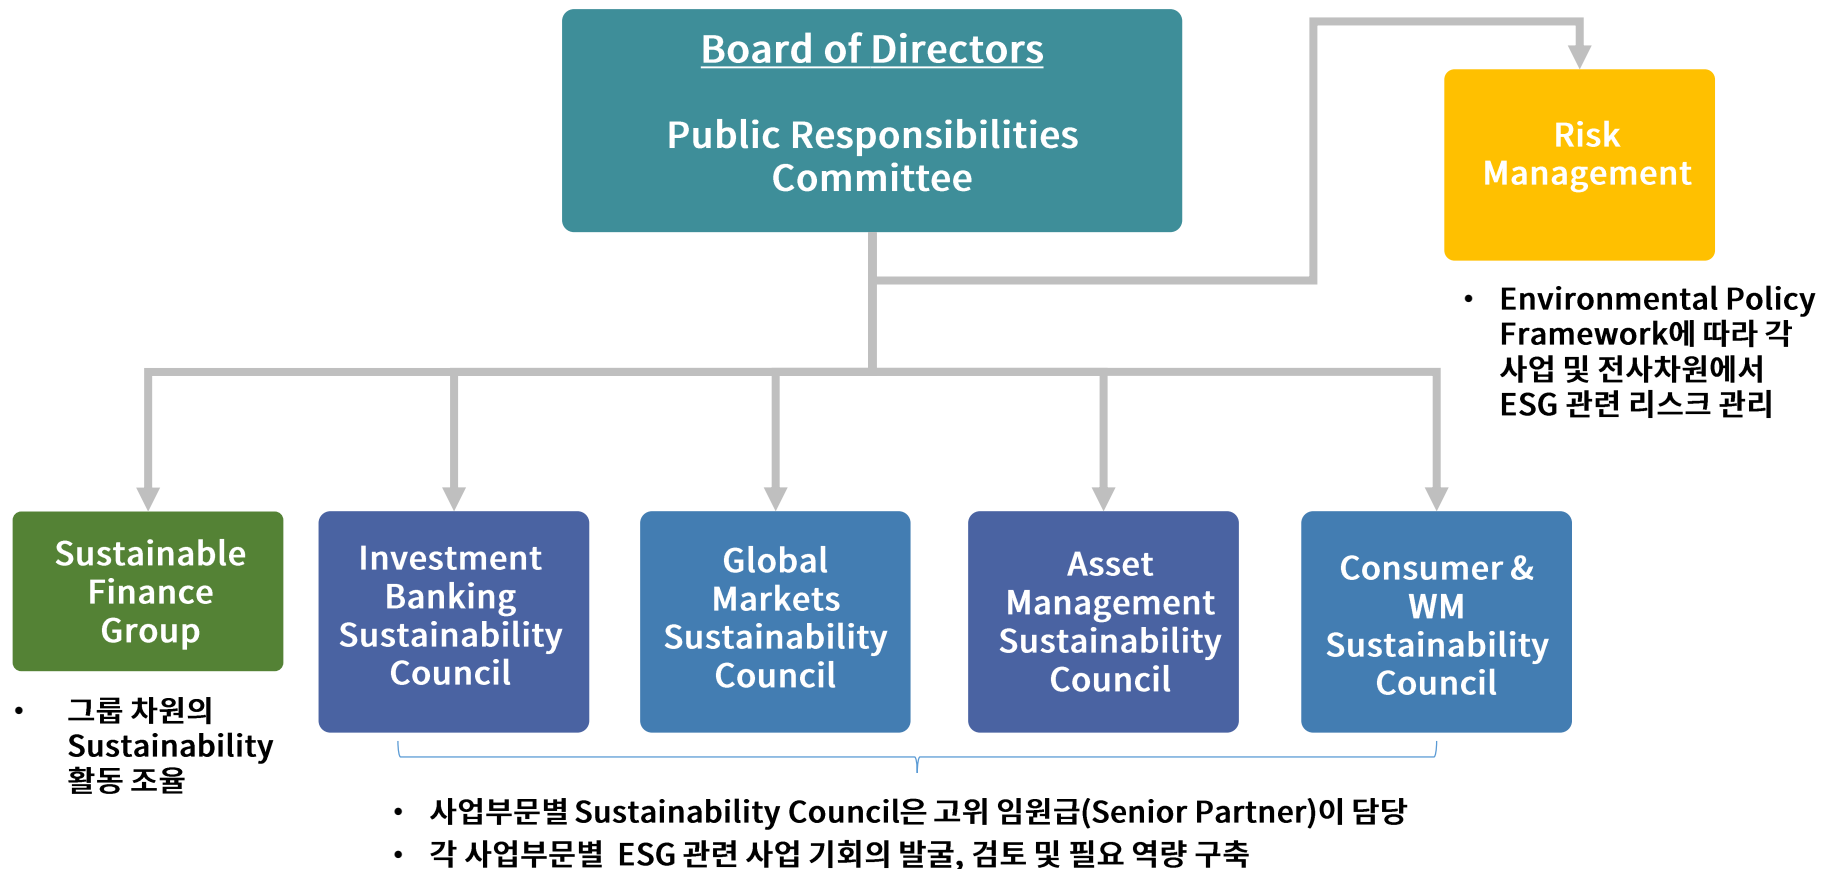 Board of Directors
Public Responsibilities
Committee
Risk
Management
• Environmental Policy
Framework에 따라 각
사업 및 전사차원에서
ESG 관련 리스크 관리
Sustainable
Finance
Group
• 그룹 차원의
Sustainability
활동 조율
Investment
Banking
Sustainability
Council
Global
Markets
Sustainability
Council
Asset
Management
Sustainability
Council
Consumer &
WM
Sustainability
Council
• 사업부문별 Sustainability Council은 고위 임원급(Senior Partner)이 담당
• 각 사업부문별 ESG 관련 사업 기회의 발굴, 검토 및 필요 역량 구축